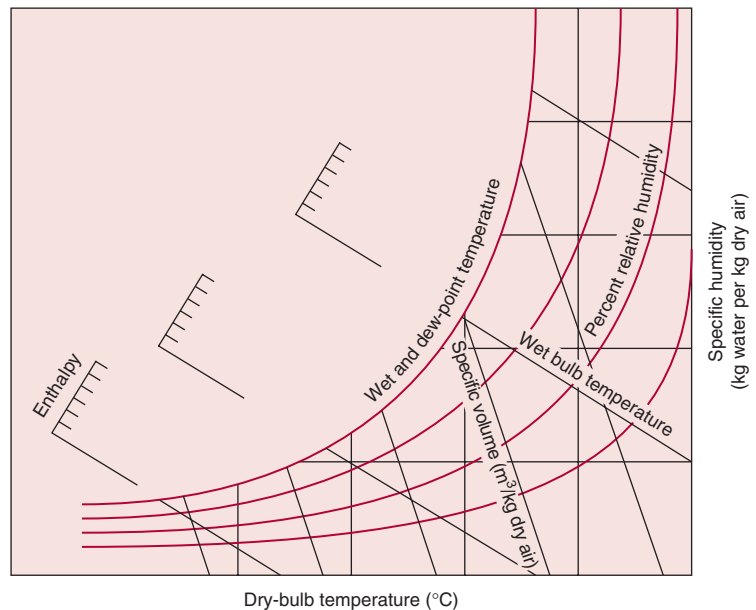 Enthalpy
Wet and dew-point temperature
Percent relative humidity
Wet bulb temperature
Specific volume (m³/kg dry air)
Specific humidity
(kg water per kg dry air)
Dry-bulb temperature (°C)